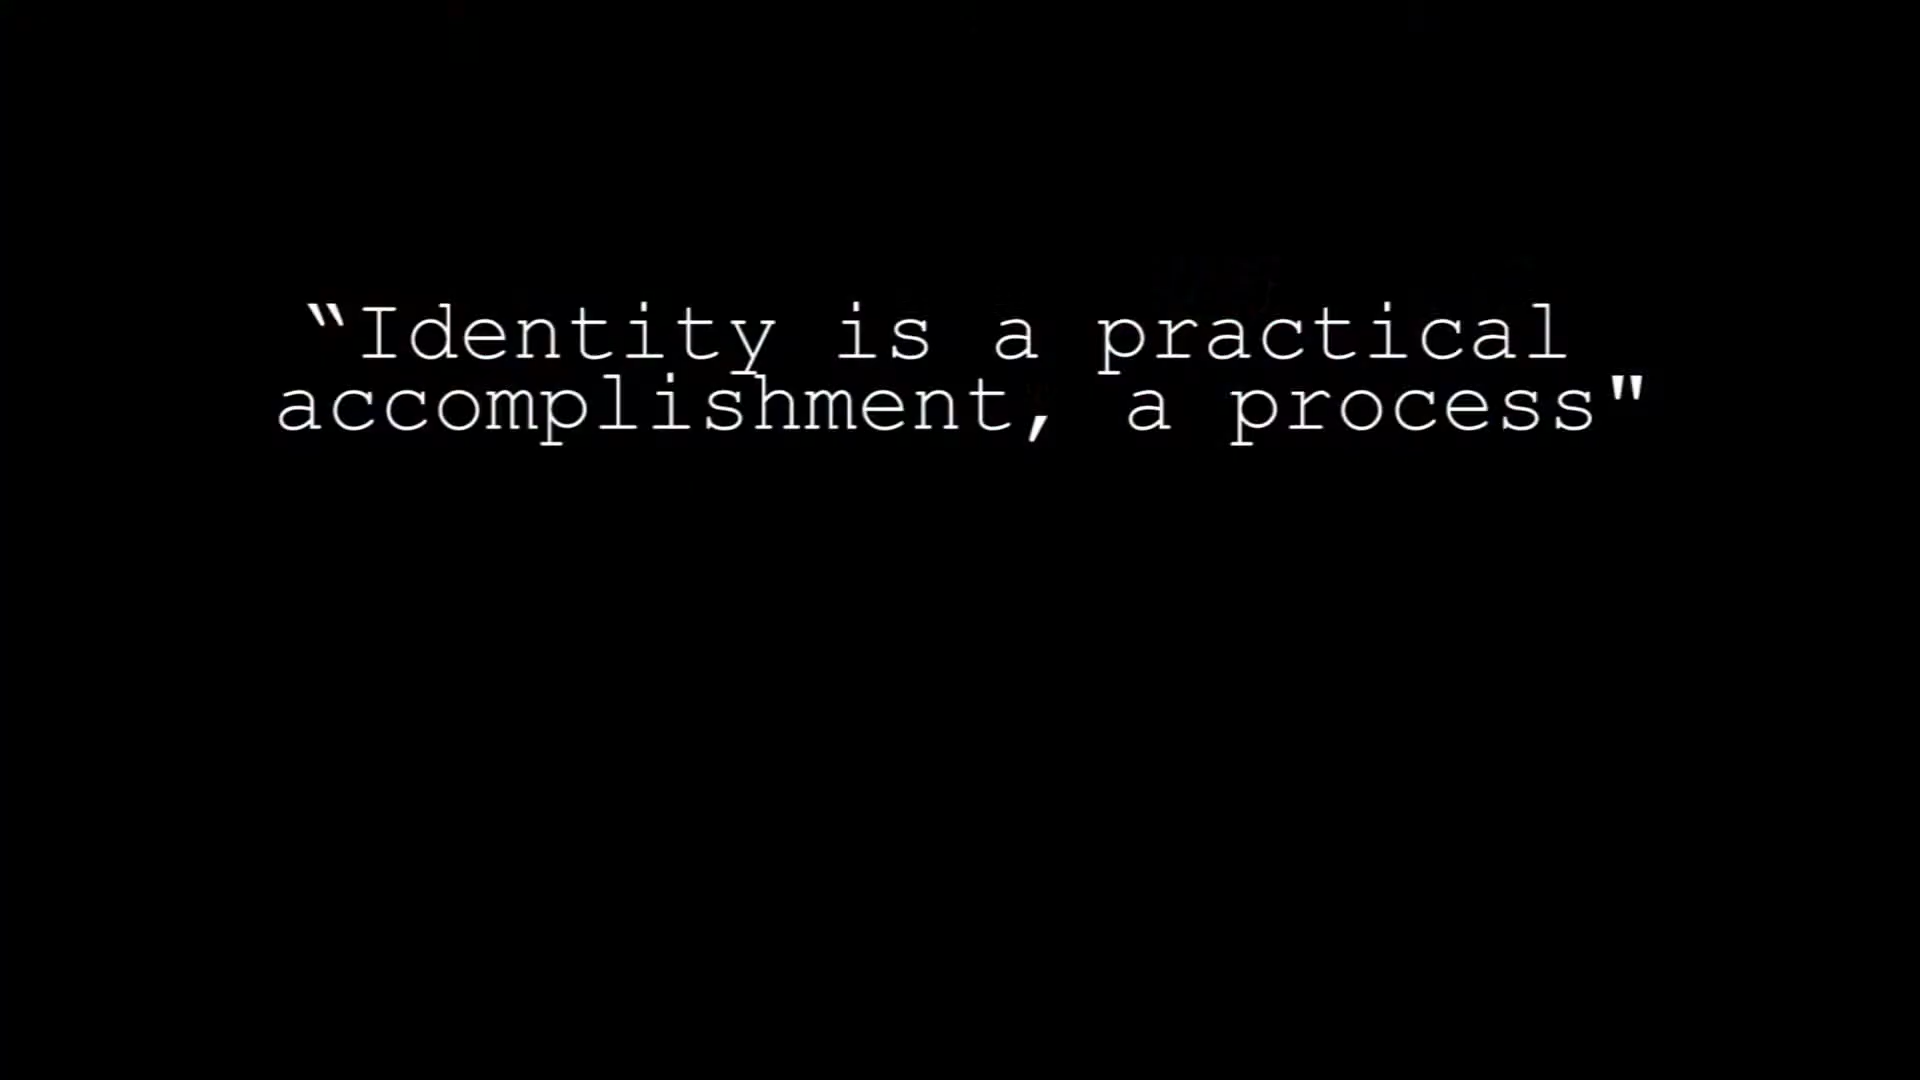 “Identity is a practical
accomplishment, a process"